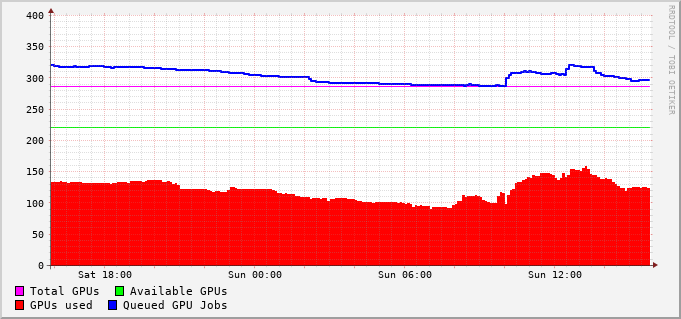 400
350
300
250
200
150
100
50
0
Sat 18:00 Sun 00:00 Sun 06:00 Sun 12:00
Total GPUs Available GPUs
GPUs used Queued GPU Jobs
RRDTOOL / TOBI OETIKER